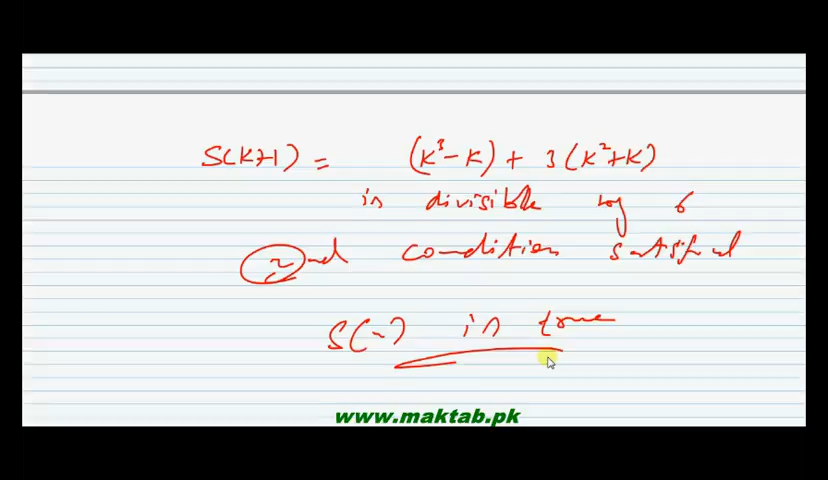 S(K+1) = (K³-K) + 3(K²+K)
is divisible by 6
2nd condition satisfied
S(n) is true
www.maktab.pk